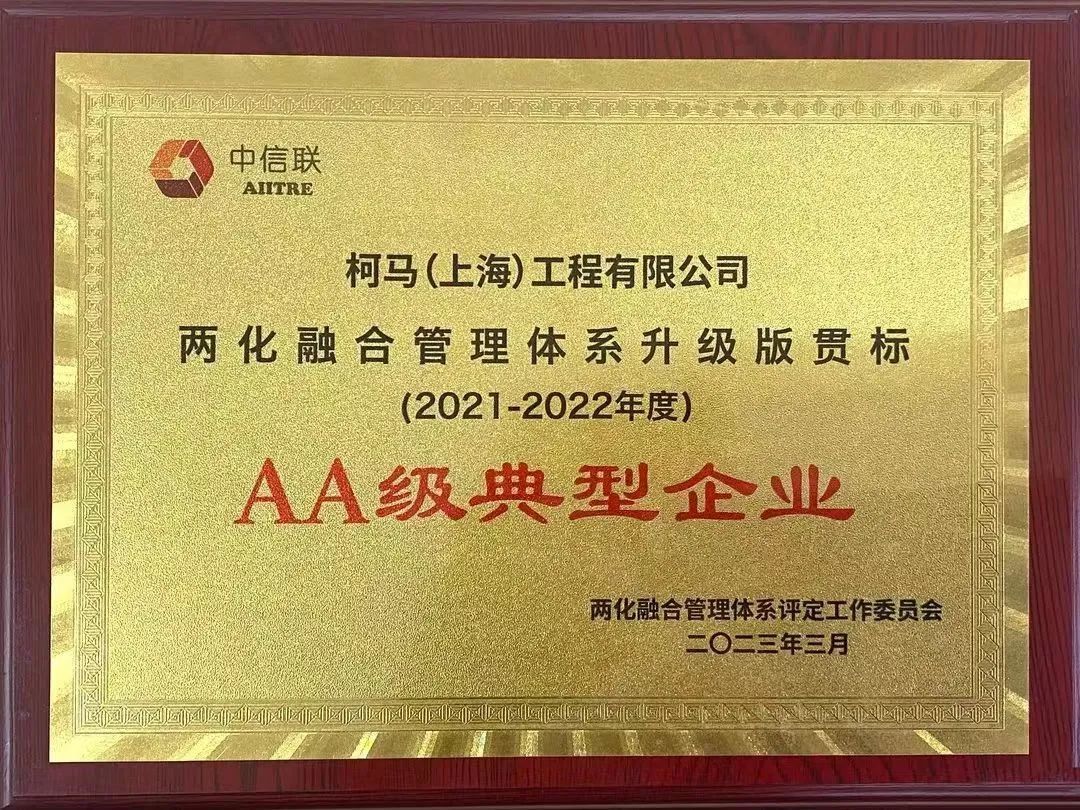 中信联
AIITRE
柯马(上海)工程有限公司
两化融合管理体系升级版贯标
(2021-2022年度)
AA级典型企业
两化融合管理体系评定工作委员会
二〇二三年三月